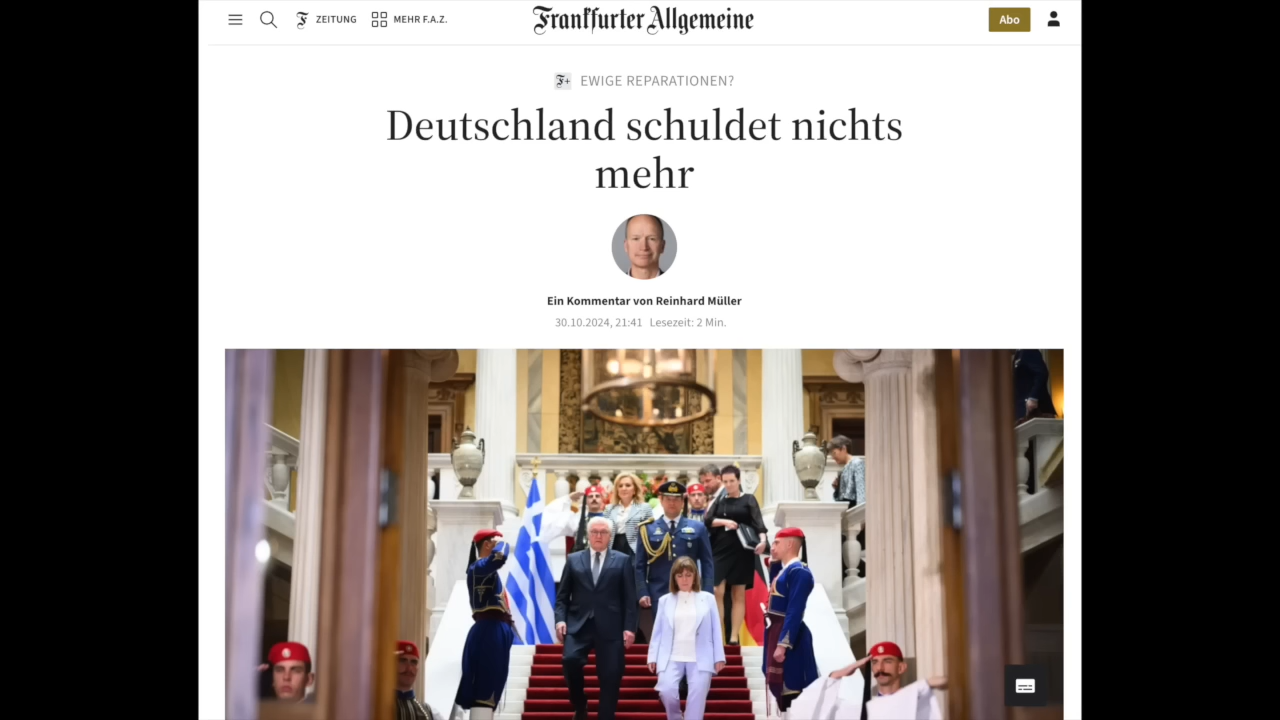 ZEITUNG
MEHR F.A.Z.
Frankfurter Allgemeine
Abo
F+ EWIGE REPARATIONEN?
Deutschland schuldet nichts
mehr
Ein Kommentar von Reinhard Müller
30.10.2024, 21:41 Lesezeit: 2 Min.